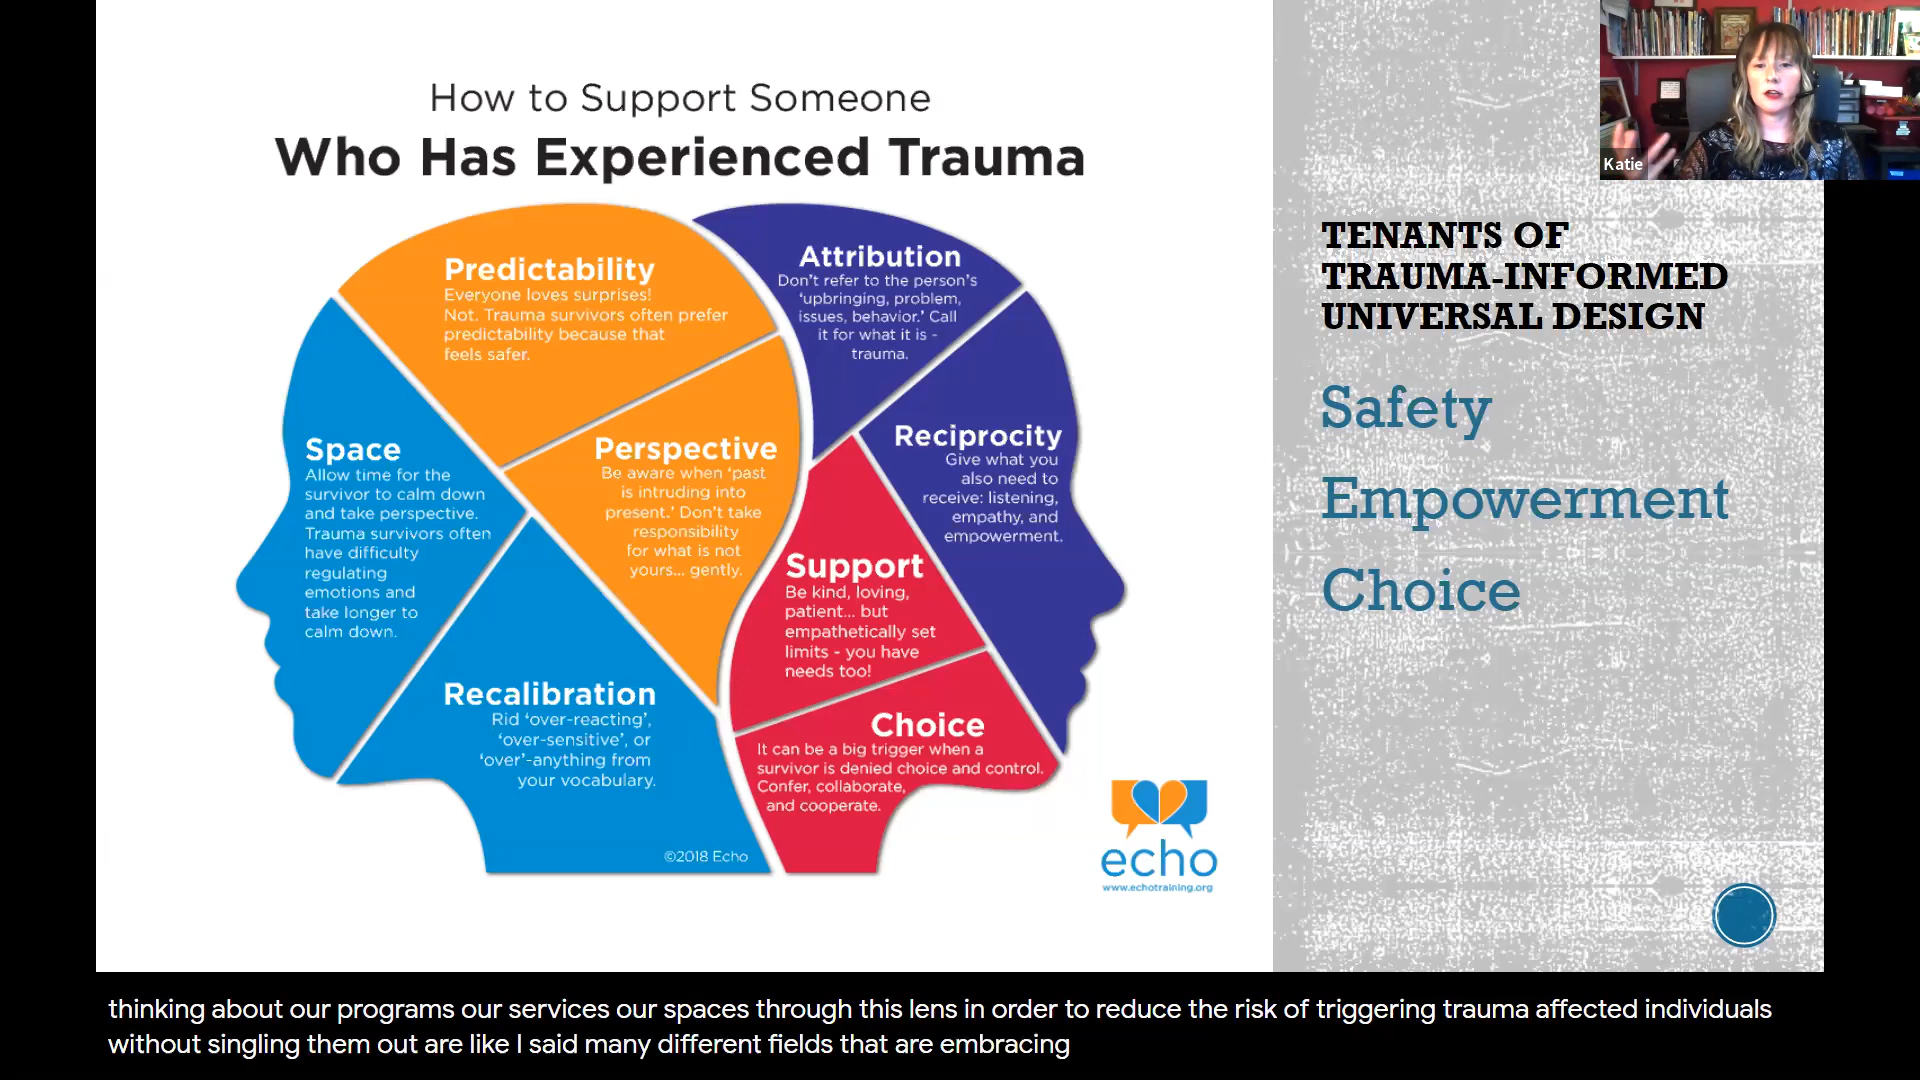 How to Support Someone
Who Has Experienced Trauma
Predictability
Everyone loves surprises!
Not. Trauma survivors often prefer
predictability because that
feels safer.
Attribution
Don't refer to the person's
'upbringing, problem,
issues, behavior.' Call
it for what it is -
trauma.
Space
Allow time for the
survivor to calm down
and take perspective.
Trauma survivors often
have difficulty
regulating
emotions and
take longer to
calm down.
Perspective
Be aware when 'past
is intruding into
present.' Don't take
responsibility
for what is not
yours... gently.
Reciprocity
Give what you
also need to
receive: listening,
empathy, and
empowerment.
Support
Be kind, loving,
patient... but
empathetically set
limits - you have
needs too!
Recalibration
Rid 'over-reacting',
'over-sensitive', or
'over'-anything from
your vocabulary.
Choice
It can be a big trigger when a
survivor is denied choice and control.
Confer, collaborate,
and cooperate.
©2018 Echo
echo
www.echotraining.org
Katie
TENANTS OF
TRAUMA-INFORMED
UNIVERSAL DESIGN
Safety
Empowerment
Choice
thinking about our programs our services our spaces through this lens in order to reduce the risk of triggering trauma affected individuals
without singling them out are like I said many different fields that are embracing